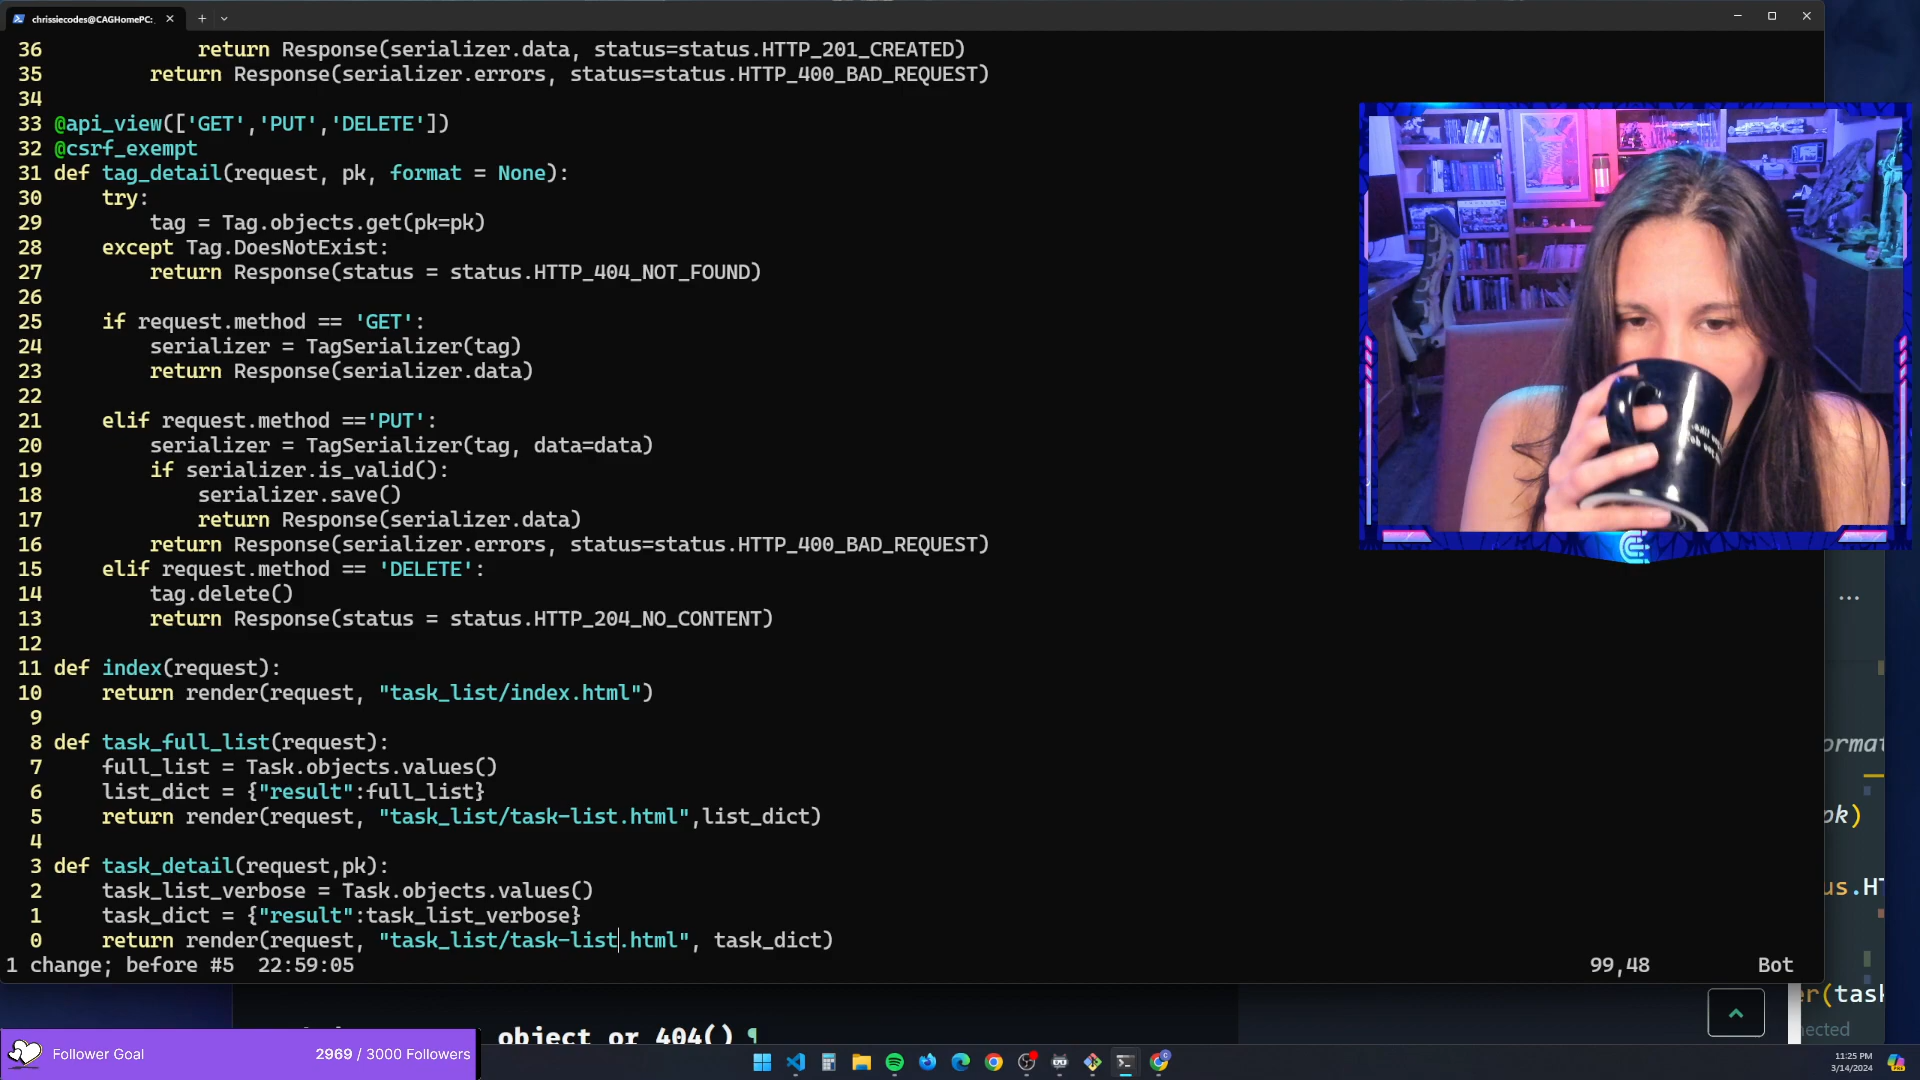 chrissiecodes@CAGHomePC:
36 return Response(serializer.data, status=status.HTTP_201_CREATED)
35 return Response(serializer.errors, status=status.HTTP_400_BAD_REQUEST)
34
33 @api_view(['GET','PUT','DELETE'])
32 @csrf_exempt
31 def tag_detail(request, pk, format = None):
30 try:
29 tag = Tag.objects.get(pk=pk)
28 except Tag.DoesNotExist:
27 return Response(status = status.HTTP_404_NOT_FOUND)
26
25 if request.method == 'GET':
24 serializer = TagSerializer(tag)
23 return Response(serializer.data)
22
21 elif request.method =='PUT':
20 serializer = TagSerializer(tag, data=data)
19 if serializer.is_valid():
18 serializer.save()
17 return Response(serializer.data)
16 return Response(serializer.errors, status=status.HTTP_400_BAD_REQUEST)
15 elif request.method == 'DELETE':
14 tag.delete()
13 return Response(status = status.HTTP_204_NO_CONTENT)
12
11 def index(request):
10 return render(request, "task_list/index.html")
9
8 def task_full_list(request):
7 full_list = Task.objects.values()
6 list_dict = {"result":full_list}
5 return render(request, "task_list/task-list.html",list_dict)
4
3 def task_detail(request,pk):
2 task_list_verbose = Task.objects.values()
1 task_dict = {"result":task_list_verbose}
0 return render(request, "task_list/task-list.html", task_dict)
1 change; before #5 22:59:05 99,48 Bot
ormat
pk)
us.HT
er(task
nected
object or 404()¶
Follower Goal 2969 / 3000 Followers
11:25 PM
3/14/2024